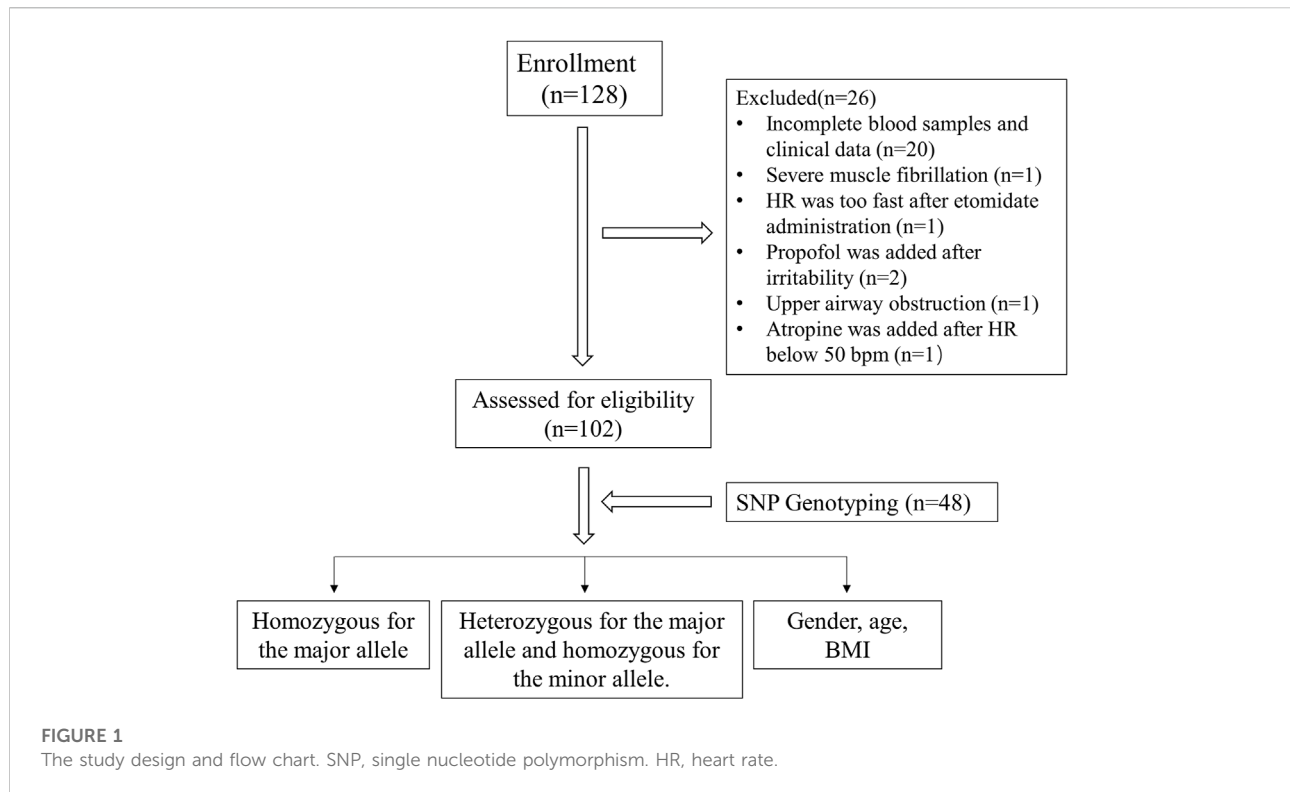 Enrollment
(n=128)
Excluded(n=26)
• Incomplete blood samples and
clinical data (n=20)
• Severe muscle fibrillation (n=1)
• HR was too fast after etomidate
administration (n=1)
• Propofol was added after
irritability (n=2)
• Upper airway obstruction (n=1)
• Atropine was added after HR
below 50 bpm (n=1)
Assessed for eligibility
(n=102)
SNP Genotyping (n=48)
Homozygous for
the major allele
Heterozygous for the major
allele and homozygous for
the minor allele.
Gender, age,
BMI
FIGURE 1
The study design and flow chart. SNP, single nucleotide polymorphism. HR, heart rate.